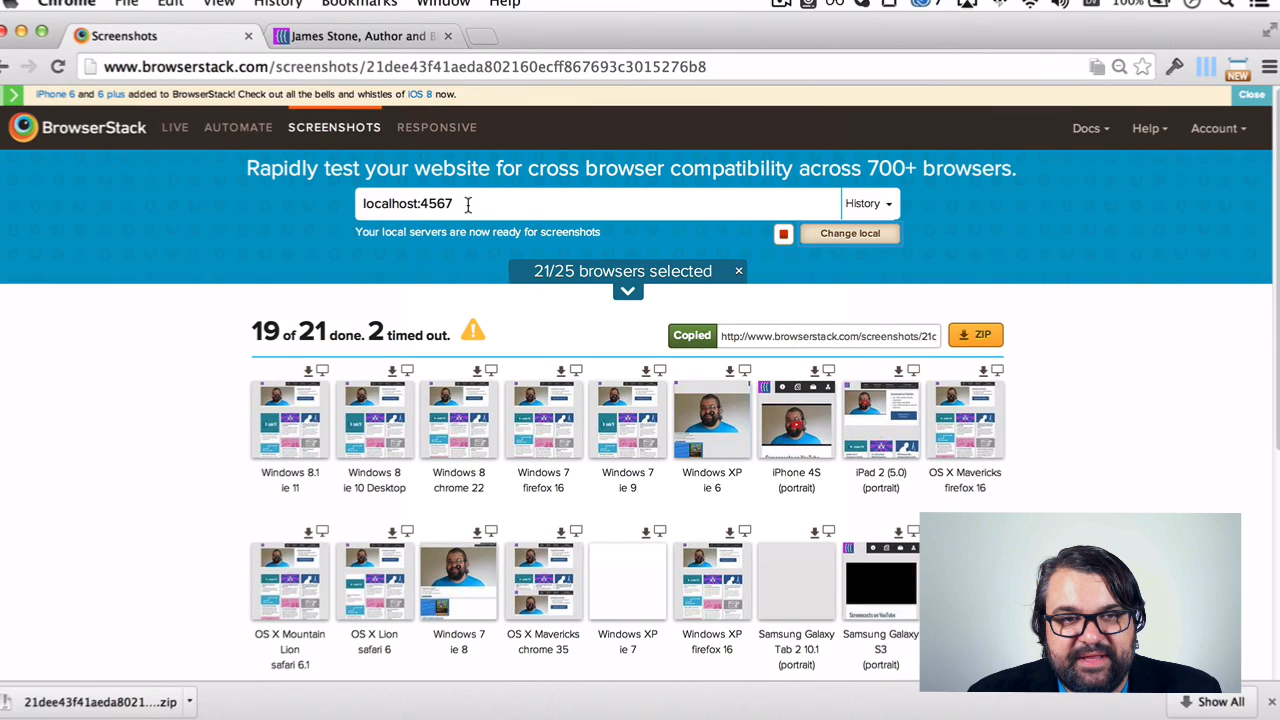 Chrome File Edit View History Bookmarks Window Help 100%
Screenshots × James Stone, Author and B ×
www.browserstack.com/screenshots/21dee43f41aeda802160ecff867693c3015276b8
NEW
iPhone 6 and 6 plus added to BrowserStack! Check out all the bells and whistles of iOS 8 now. Close
BrowserStack LIVE AUTOMATE SCREENSHOTS RESPONSIVE Docs Help Account
Rapidly test your website for cross browser compatibility across 700+ browsers.
localhost:4567 History
Your local servers are now ready for screenshots Change local
21/25 browsers selected ×
19 of 21 done. 2 timed out. Copied http://www.browserstack.com/screenshots/21c ZIP
Windows 8.1
ie 11
Windows 8
ie 10 Desktop
Windows 8
chrome 22
Windows 7
firefox 16
Windows 7
ie 9
Windows XP
ie 6
iPhone 4S
(portrait)
iPad 2 (5.0)
(portrait)
OS X Mavericks
firefox 16
OS X Mountain
Lion
safari 6.1
OS X Lion
safari 6
Windows 7
ie 8
OS X Mavericks
chrome 35
Windows XP
ie 7
Windows XP
firefox 16
Samsung Galaxy
Tab 2 10.1
(portrait)
Samsung Galaxy
S3
(portrait)
21dee43f41aeda8021....zip Show All ×